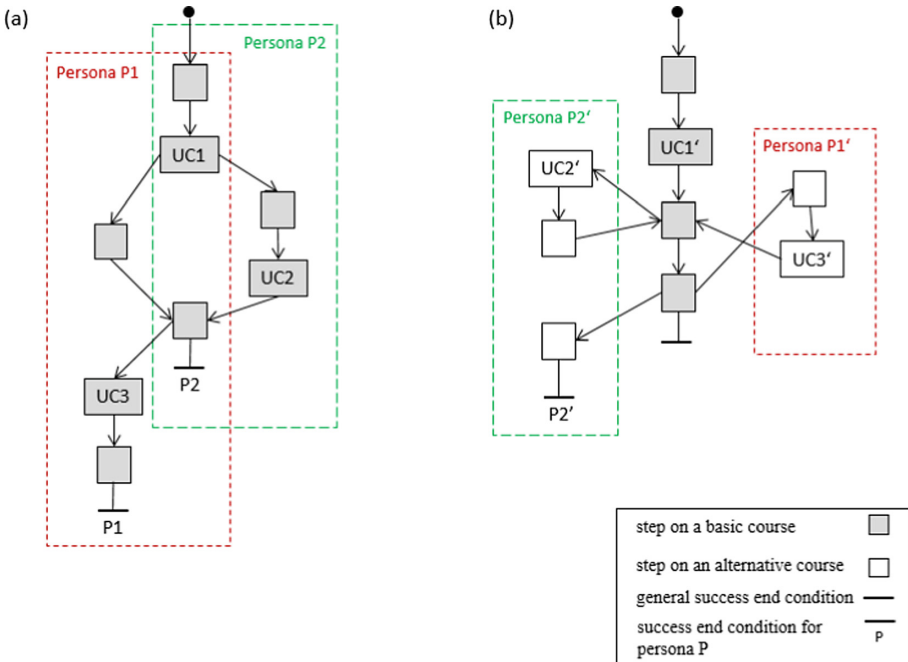 (a)
Persona P2
Persona P1
UC1
UC2
P2
UC3
P1
(b)
Persona P2‘
UC1‘
Persona P1‘
UC2‘
UC3‘
P2’
step on a basic course
step on an alternative course
general success end condition
success end condition for
persona P
P